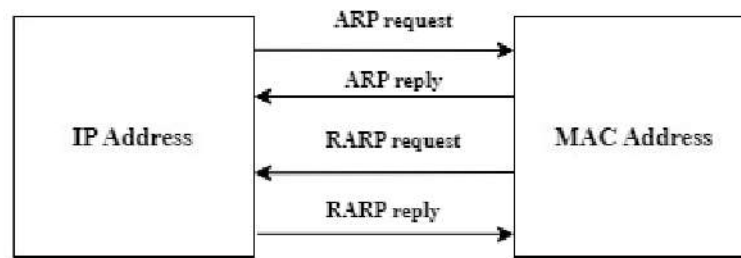 ARP request
ARP reply
IP Address
RARP request
MAC Address
RARP reply